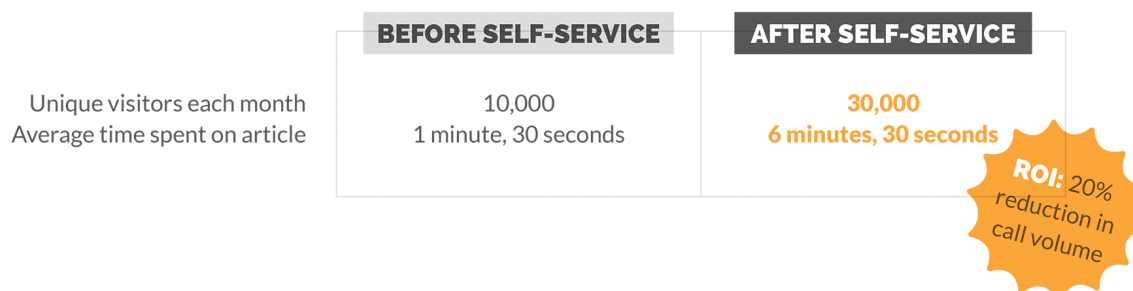 BEFORE SELF-SERVICE AFTER SELF-SERVICE
Unique visitors each month 10,000 30,000
Average time spent on article 1 minute, 30 seconds 6 minutes, 30 seconds
ROI: 20%
reduction in
call volume